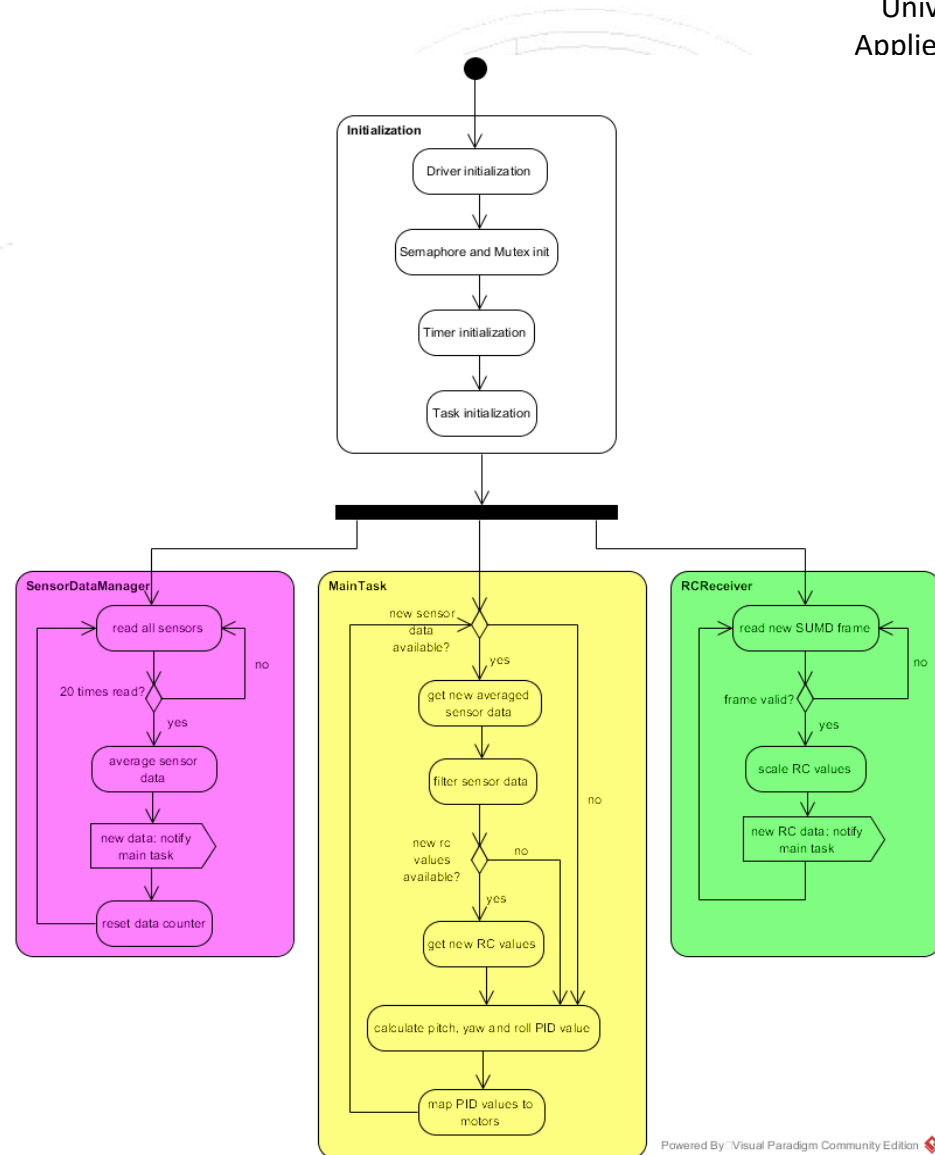 Univ
Applie
Initialization
Driver initialization
Semaphore and Mutex init
Timer initialization
Task initialization
SensorDataManager
read all sensors
no
20 times read?
yes
average sensor
data
new data: notify
main task
reset data counter
MainTask
new sensor
data
available?
yes
get new averaged
sensor data
filter sensor data
no
new rc
values
available?
no
yes
get new RC values
calculate pitch, yaw and roll PID value
map PID values to
motors
RCReceiver
read new SUMD frame
no
frame valid?
yes
scale RC values
new RC data: notify
main task
Powered By Visual Paradigm Community Edition